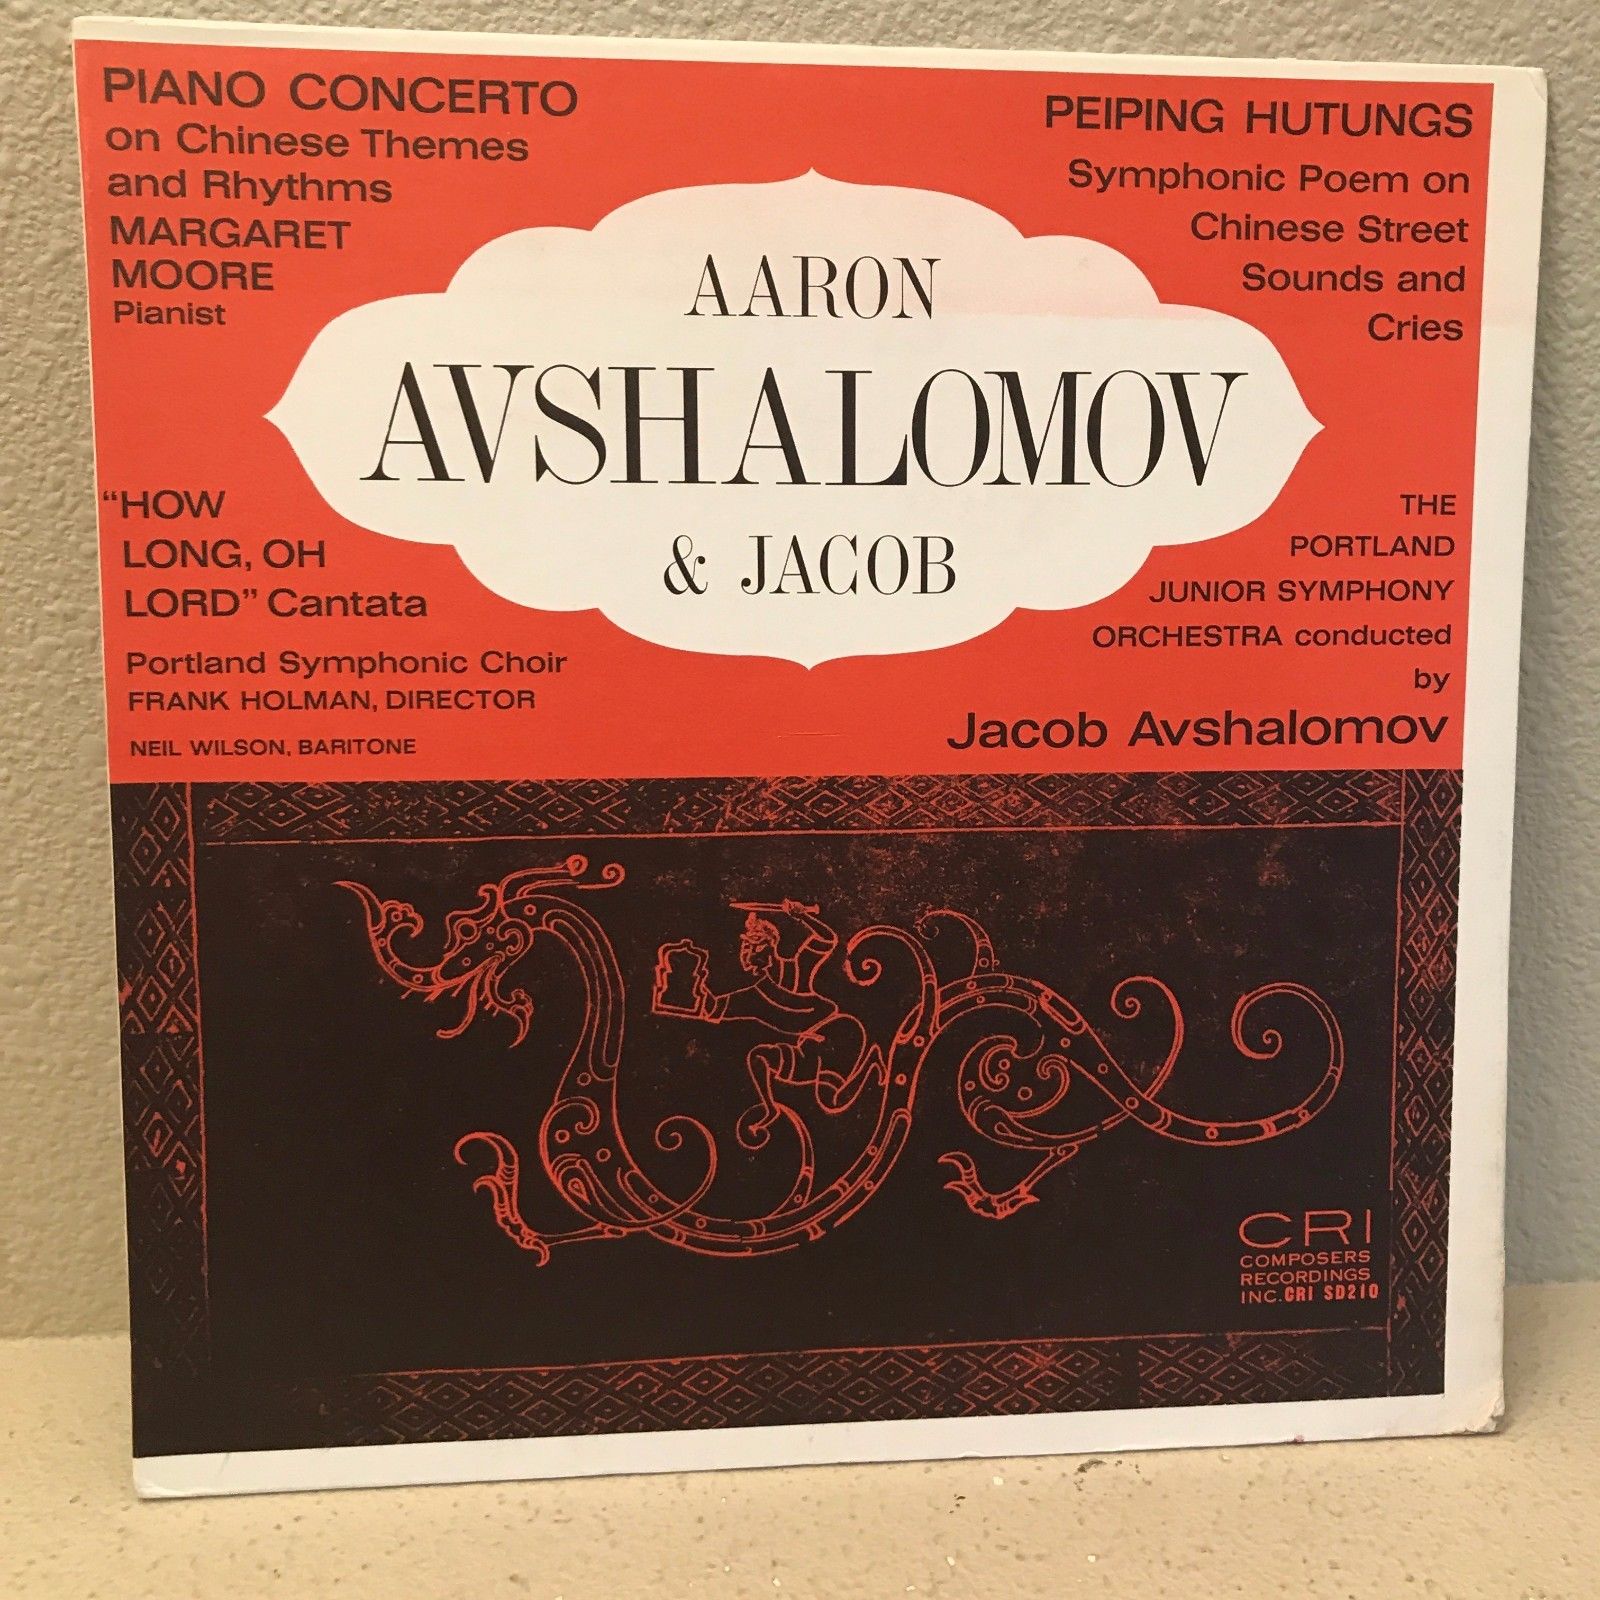 PIANO CONCERTO
on Chinese Themes
and Rhythms
MARGARET
MOORE
Pianist
PEIPING HUTUNGS
Symphonic Poem on
Chinese Street
Sounds and
Cries
AARON
AVSHALOMOV
& JACOB
“HOW
LONG, OH
LORD” Cantata
Portland Symphonic Choir
FRANK HOLMAN, DIRECTOR
NEIL WILSON, BARITONE
THE
PORTLAND
JUNIOR SYMPHONY
ORCHESTRA conducted
by
Jacob Avshalomov
CRI
COMPOSERS
RECORDINGS
INC. CRI SD210